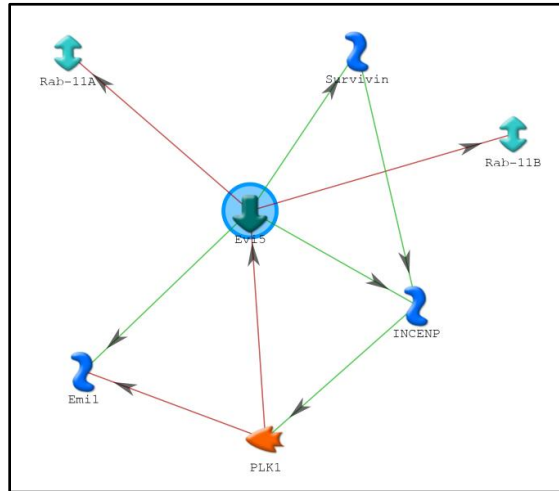 Rab-11A
Survivin
Rab-11B
Evi5
INCENP
Emi1
PLK1